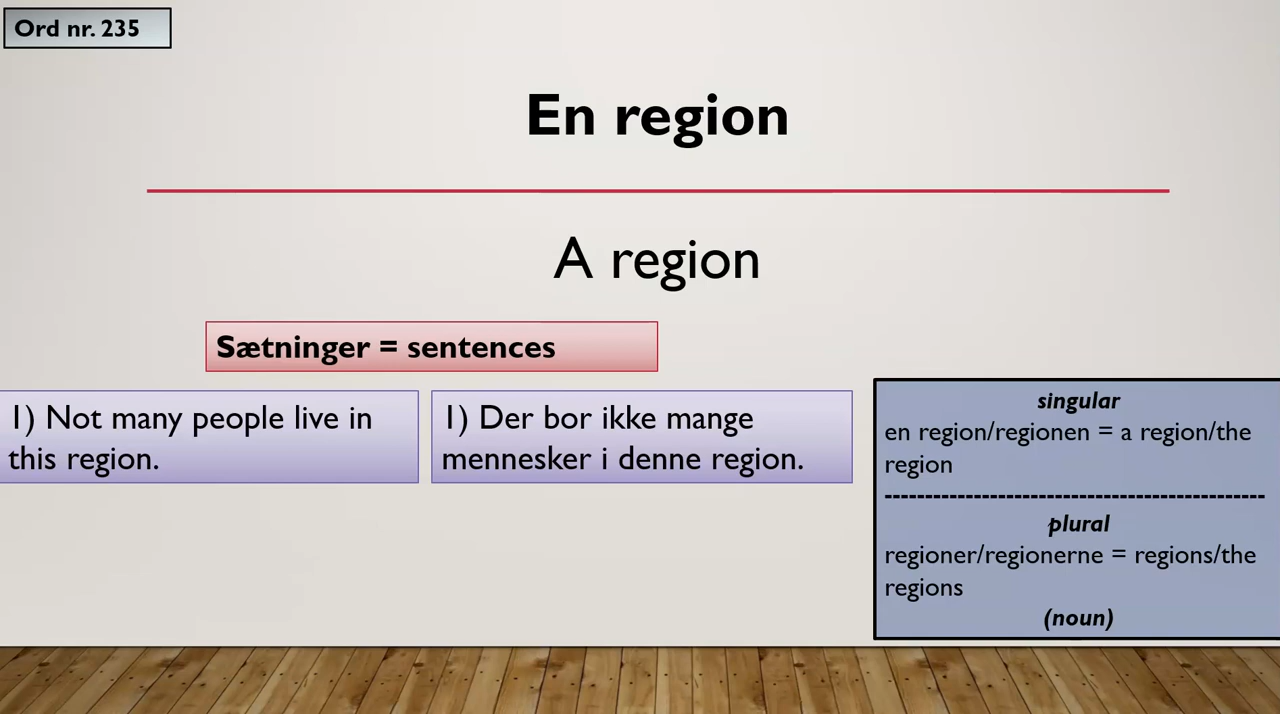 Ord nr. 235
En region
A region
Sætninger = sentences
1) Not many people live in
this region.
1) Der bor ikke mange
mennesker i denne region.
singular
en region/regionen = a region/the
region
-----------------------------------------------
plural
regioner/regionerne = regions/the
regions
(noun)